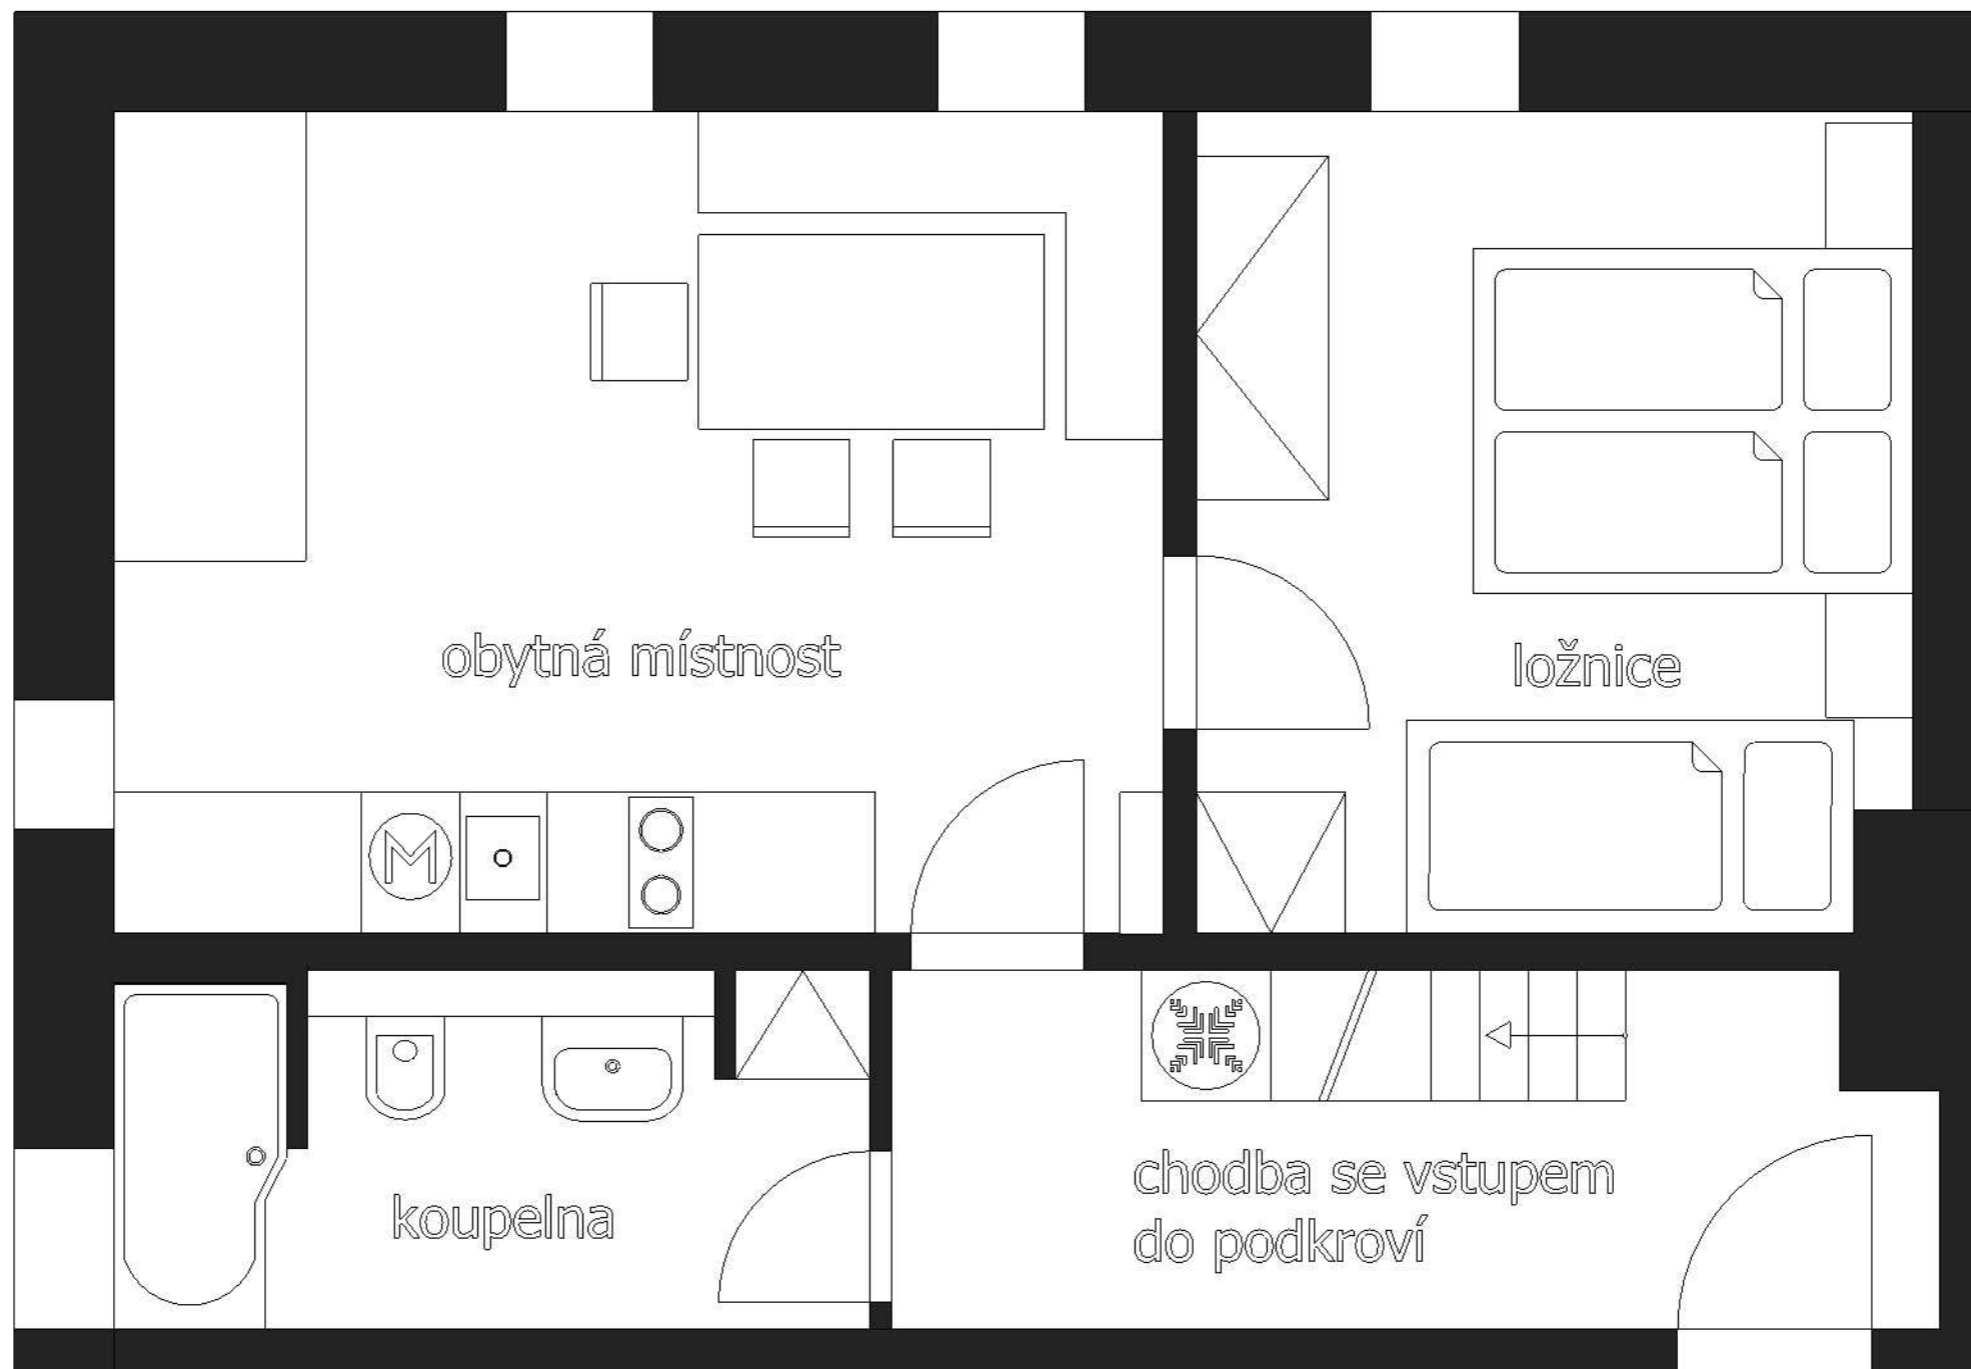 obytná místnost
ložnice
M
koupelna
chodba se vstupem
do podkroví